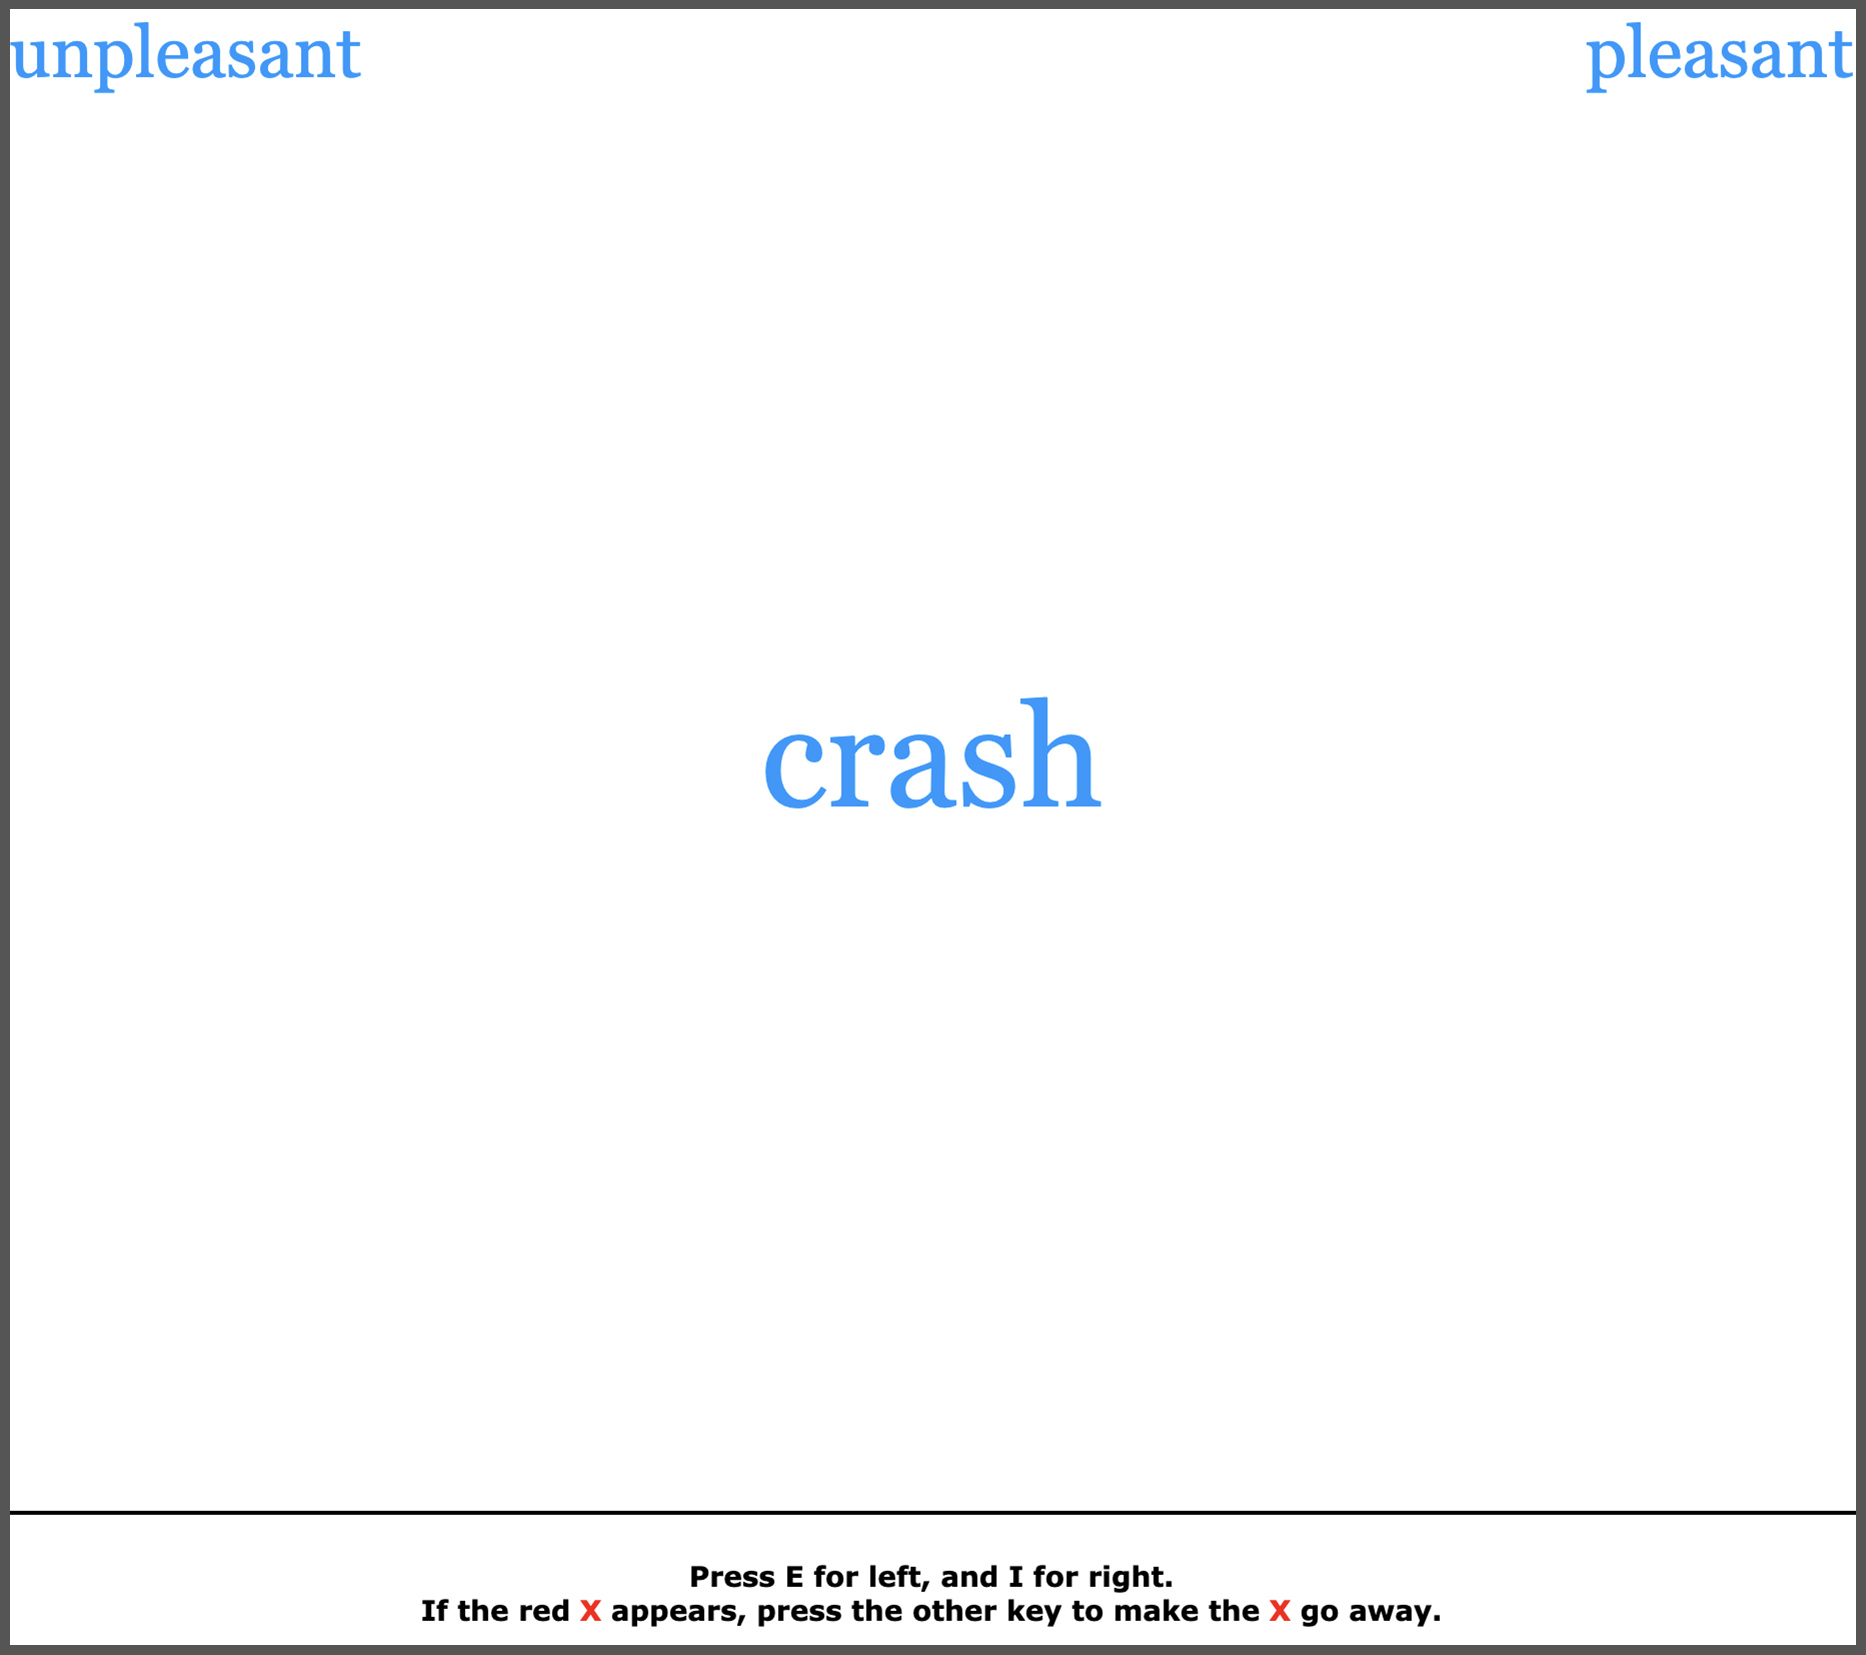 unpleasant pleasant
crash
Press E for left, and I for right.
If the red X appears, press the other key to make the X go away.